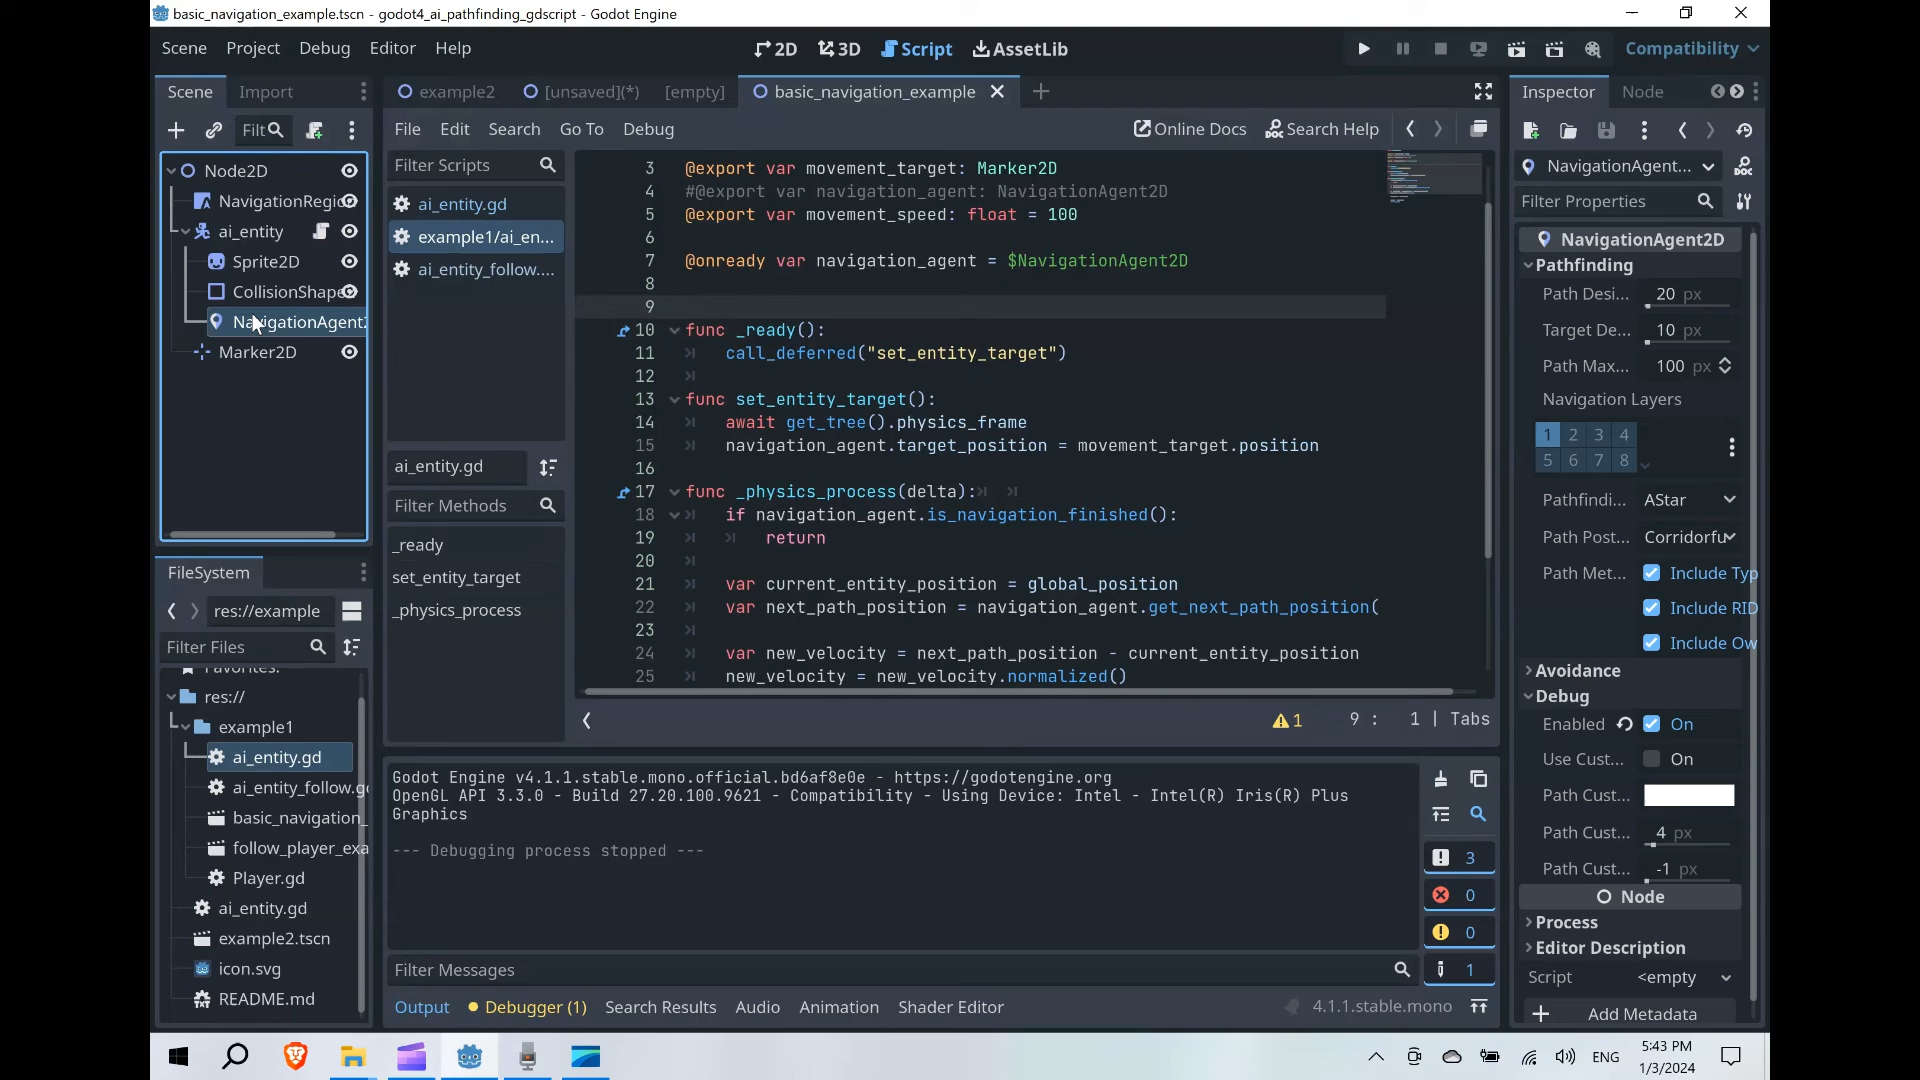 basic_navigation_example.tscn - godot4_ai_pathfinding_gdscript - Godot Engine
Scene Project Debug Editor Help
2D 3D Script AssetLib
Compatibility
Scene Import
example2 [unsaved](*) [empty] basic_navigation_example
Inspector Node
Filt
File Edit Search Go To Debug
Online Docs Search Help
Node2D
NavigationRegio
ai_entity
Sprite2D
CollisionShape
NavigationAgent2
Marker2D
Filter Scripts
ai_entity.gd
example1/ai_en...
ai_entity_follow....
ai_entity.gd
Filter Methods
_ready
set_entity_target
_physics_process
3 @export var movement_target: Marker2D
4 #@export var navigation_agent: NavigationAgent2D
5 @export var movement_speed: float = 100
6
7 @onready var navigation_agent = $NavigationAgent2D
8
9
10 func _ready():
11 call_deferred("set_entity_target")
12
13 func set_entity_target():
14 await get_tree().physics_frame
15 navigation_agent.target_position = movement_target.position
16
17 func _physics_process(delta):
18 if navigation_agent.is_navigation_finished():
19 return
20
21 var current_entity_position = global_position
22 var next_path_position = navigation_agent.get_next_path_position(
23
24 var new_velocity = next_path_position - current_entity_position
25 new_velocity = new_velocity.normalized()
1 9 : 1 | Tabs
NavigationAgent...
Filter Properties
NavigationAgent2D
Pathfinding
Path Desi... 20 px
Target De... 10 px
Path Max... 100 px
Navigation Layers
1 2 3 4
5 6 7 8
Pathfindi... AStar
Path Post... Corridorfu
Path Met... Include Typ
Include RID
Include Ow
Avoidance
Debug
Enabled On
Use Cust... On
Path Cust...
Path Cust... 4 px
Path Cust... -1 px
Node
Process
Editor Description
Script <empty
Add Metadata
FileSystem
res://example
Filter Files
Favorites:
res://
example1
ai_entity.gd
ai_entity_follow.g
basic_navigation_
follow_player_exa
Player.gd
ai_entity.gd
example2.tscn
icon.svg
README.md
Godot Engine v4.1.1.stable.mono.official.bd6af8e0e - https://godotengine.org
OpenGL API 3.3.0 - Build 27.20.100.9621 - Compatibility - Using Device: Intel - Intel(R) Iris(R) Plus
Graphics
--- Debugging process stopped ---
3
0
0
1
Filter Messages
Output Debugger (1) Search Results Audio Animation Shader Editor
4.1.1.stable.mono
ENG
5:43 PM
1/3/2024